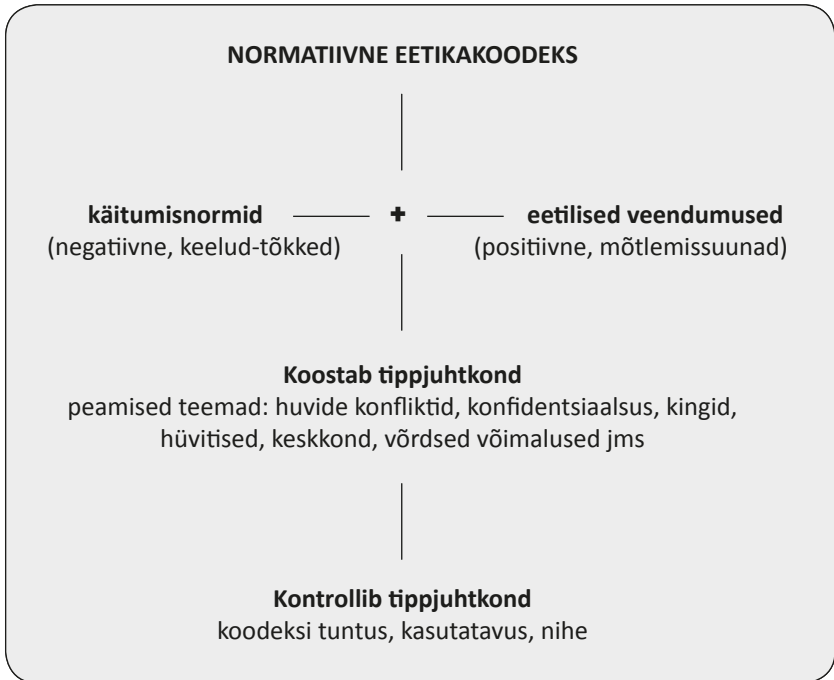 NORMATIIVNE EETIKAKOODEKS
käitumisnormid + eetilised veendumused
(negatiivne, keelud-tõkked) (positiivne, mõtlemissuunad)
Koostab tippjuhtkond
peamised teemad: huvide konfliktid, konfidentsiaalsus, kingid,
hüvitised, keskkond, võrdsed võimalused jms
Kontrollib tippjuhtkond
koodeksi tuntus, kasutatavus, nihe